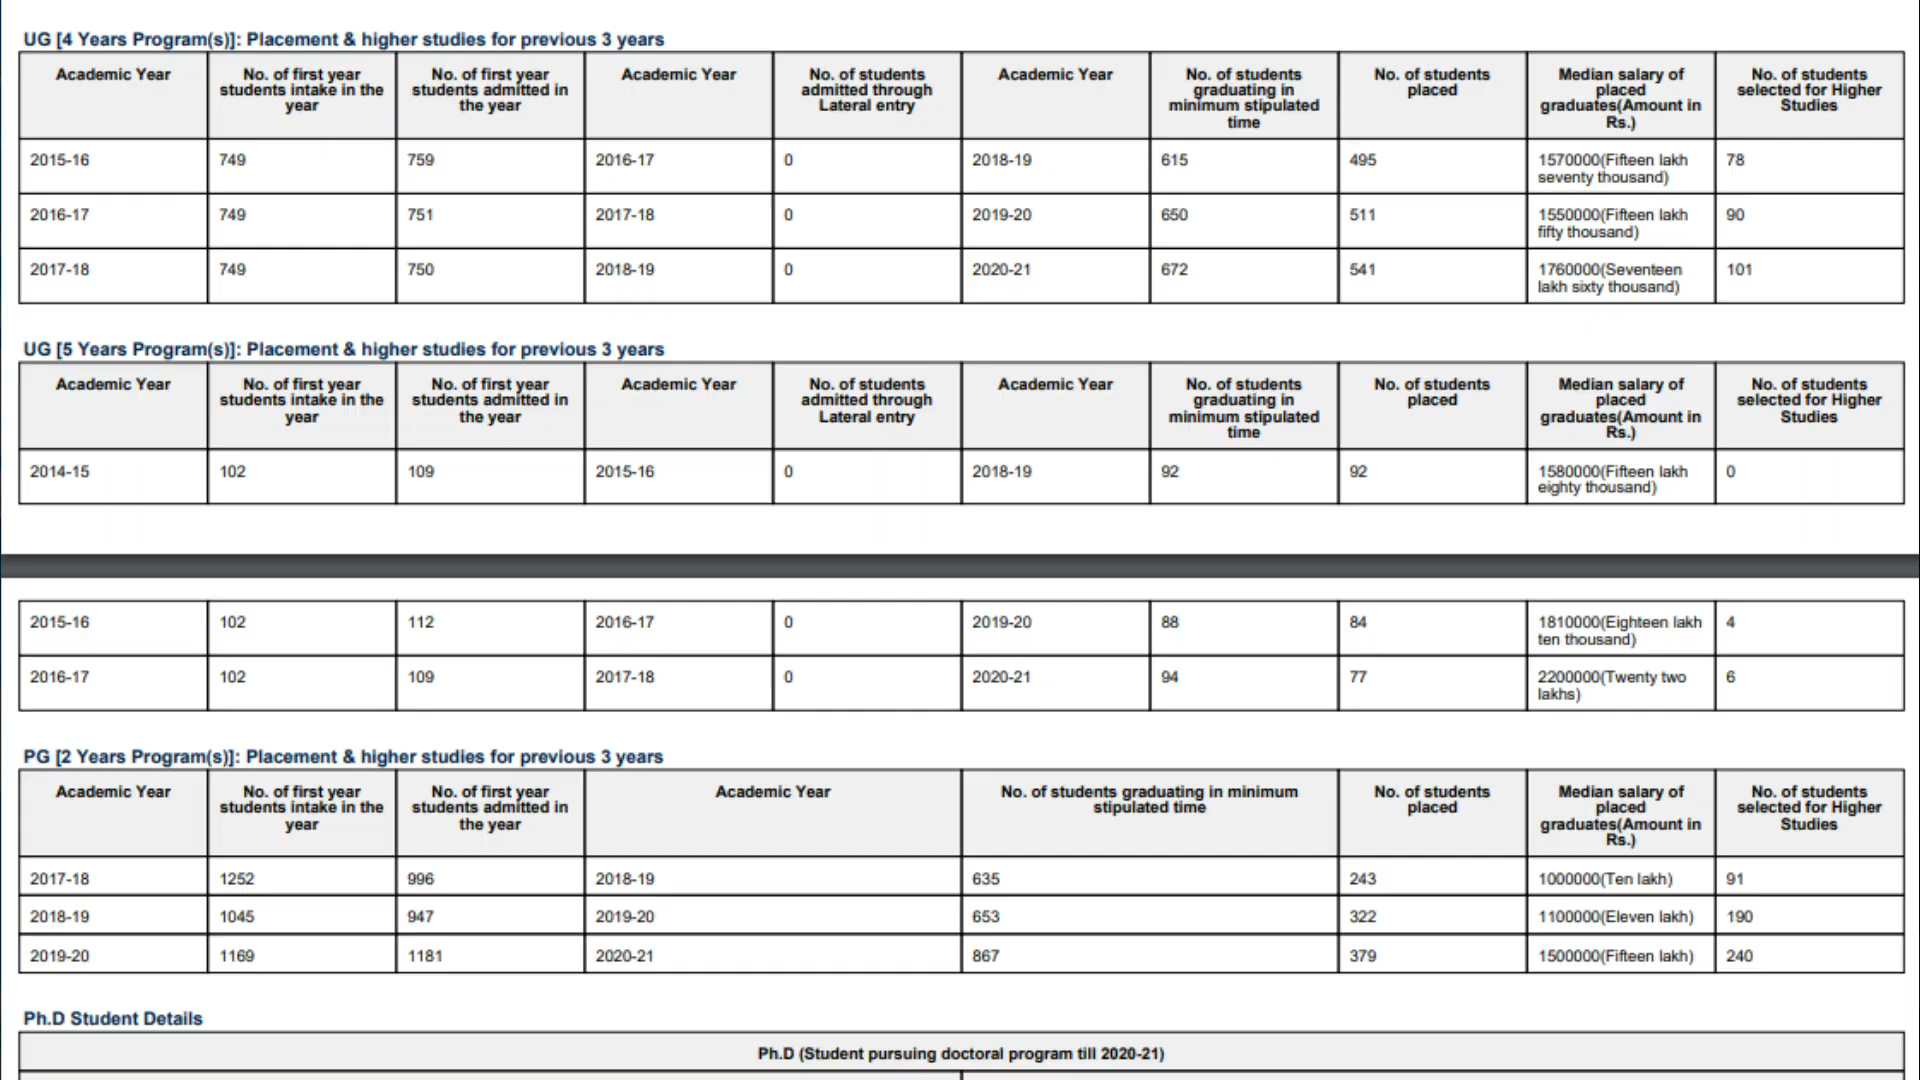 UG [4 Years Program(s)]: Placement & higher studies for previous 3 years
Academic Year No. of first year students intake in the year No. of first year students admitted in the year Academic Year No. of students admitted through Lateral entry Academic Year No. of students graduating in minimum stipulated time No. of students placed Median salary of placed graduates(Amount in Rs.) No. of students selected for Higher Studies
2015-16 749 759 2016-17 0 2018-19 615 495 1570000(Fifteen lakh seventy thousand) 78
2016-17 749 751 2017-18 0 2019-20 650 511 1550000(Fifteen lakh fifty thousand) 90
2017-18 749 750 2018-19 0 2020-21 672 541 1760000(Seventeen lakh sixty thousand) 101
UG [5 Years Program(s)]: Placement & higher studies for previous 3 years
Academic Year No. of first year students intake in the year No. of first year students admitted in the year Academic Year No. of students admitted through Lateral entry Academic Year No. of students graduating in minimum stipulated time No. of students placed Median salary of placed graduates(Amount in Rs.) No. of students selected for Higher Studies
2014-15 102 109 2015-16 0 2018-19 92 92 1580000(Fifteen lakh eighty thousand) 0
2015-16 102 112 2016-17 0 2019-20 88 84 1810000(Eighteen lakh ten thousand) 4
2016-17 102 109 2017-18 0 2020-21 94 77 2200000(Twenty two lakhs) 6
PG [2 Years Program(s)]: Placement & higher studies for previous 3 years
Academic Year No. of first year students intake in the year No. of first year students admitted in the year Academic Year No. of students graduating in minimum stipulated time No. of students placed Median salary of placed graduates(Amount in Rs.) No. of students selected for Higher Studies
2017-18 1252 996 2018-19 635 243 1000000(Ten lakh) 91
2018-19 1045 947 2019-20 653 322 1100000(Eleven lakh) 190
2019-20 1169 1181 2020-21 867 379 1500000(Fifteen lakh) 240
Ph.D Student Details
Ph.D (Student pursuing doctoral program till 2020-21)